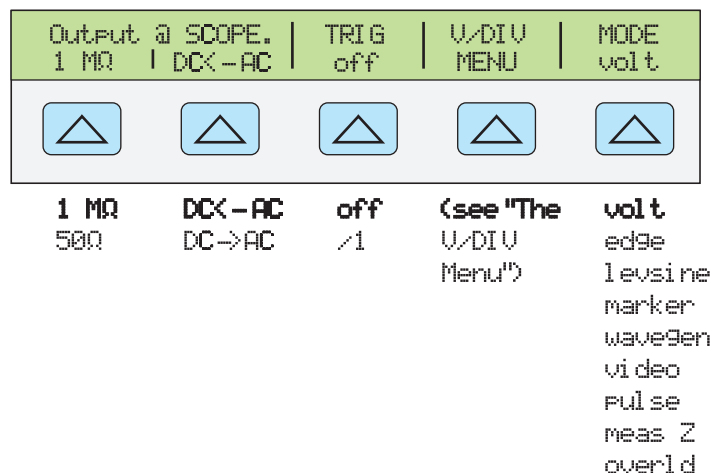 Output @ SCOPE. | TRIG | V/DIV | MODE
1 MΩ | DC<-AC | off | MENU | volt
1 MΩ DC<-AC off (see "The volt
50Ω DC->AC /1 V/DIV edge
Menu") levsine
marker
wavegen
video
pulse
meas Z
overld